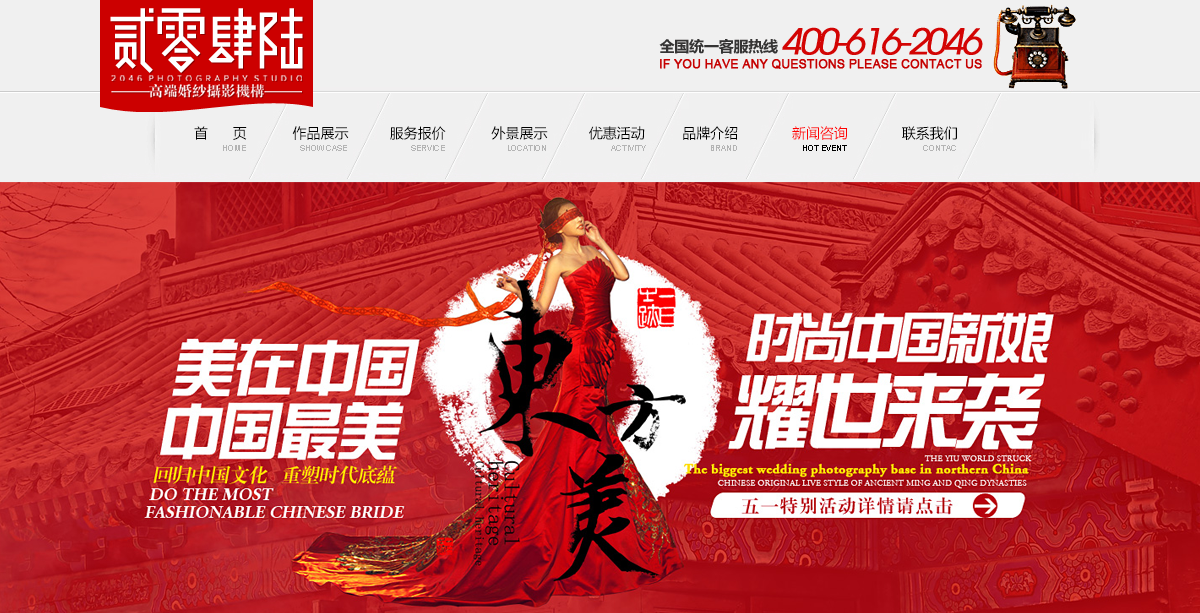 贰零肆陆
2046 PHOTOGRAPHY STUDIO
高端婚纱攝影機構
全国统一客服热线 400-616-2046
IF YOU HAVE ANY QUESTIONS PLEASE CONTACT US
首 页 作品展示 服务报价 外景展示 优惠活动 品牌介绍 新闻咨询 联系我们
HOME SHOW CASE SERVICE LOCATION ACTIVITY BRAND HOT EVENT CONTAC
美在中国
中国最美
回归中国文化 重塑时代底蕴
DO THE MOST
FASHIONABLE CHINESE BRIDE
東方美
Cultural
heritage
时尚中国新娘
耀世来袭
THE YIU WORLD STRUCK
The biggest wedding photography base in northern China
CHINESE ORIGINAL LIVE STYLE OF ANCIENT MING AND QING DYNASTIES
五一特别活动详情请点击